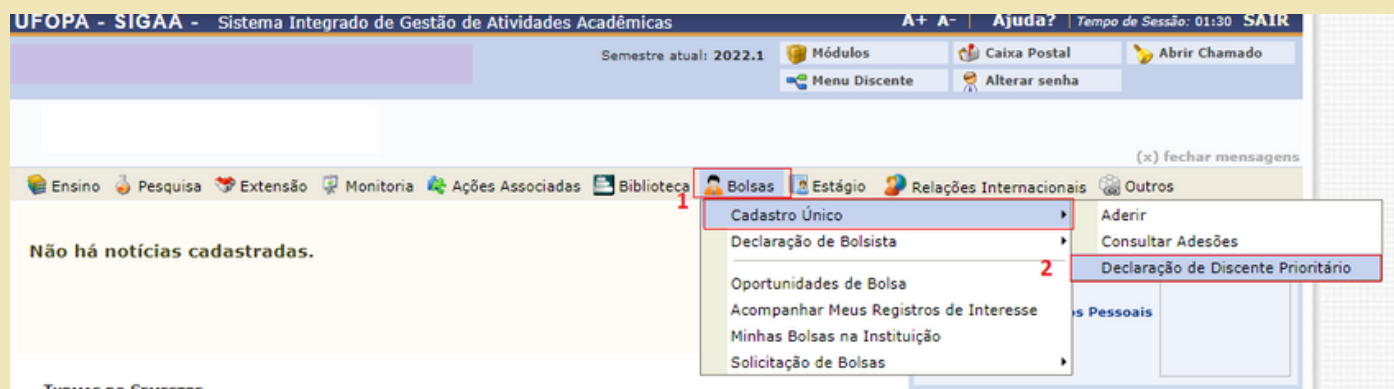 UFOPA - SIGAA - Sistema Integrado de Gestão de Atividades Acadêmicas A+ A- | Ajuda? | Tempo de Sessão: 01:30 SAIR
Semestre atual: 2022.1 Módulos Caixa Postal Abrir Chamado
Menu Discente Alterar senha
(x) fechar mensagens
Ensino Pesquisa Extensão Monitoria Ações Associadas Biblioteca Bolsas Estágio Relações Internacionais Outros
1
Cadastro Único Aderir
Não há notícias cadastradas. Declaração de Bolsista Consultar Adesões
2 Declaração de Discente Prioritário
Oportunidades de Bolsa
Acompanhar Meus Registros de Interesse s Pessoais
Minhas Bolsas na Instituição
Solicitação de Bolsas
Turmas do Semestre